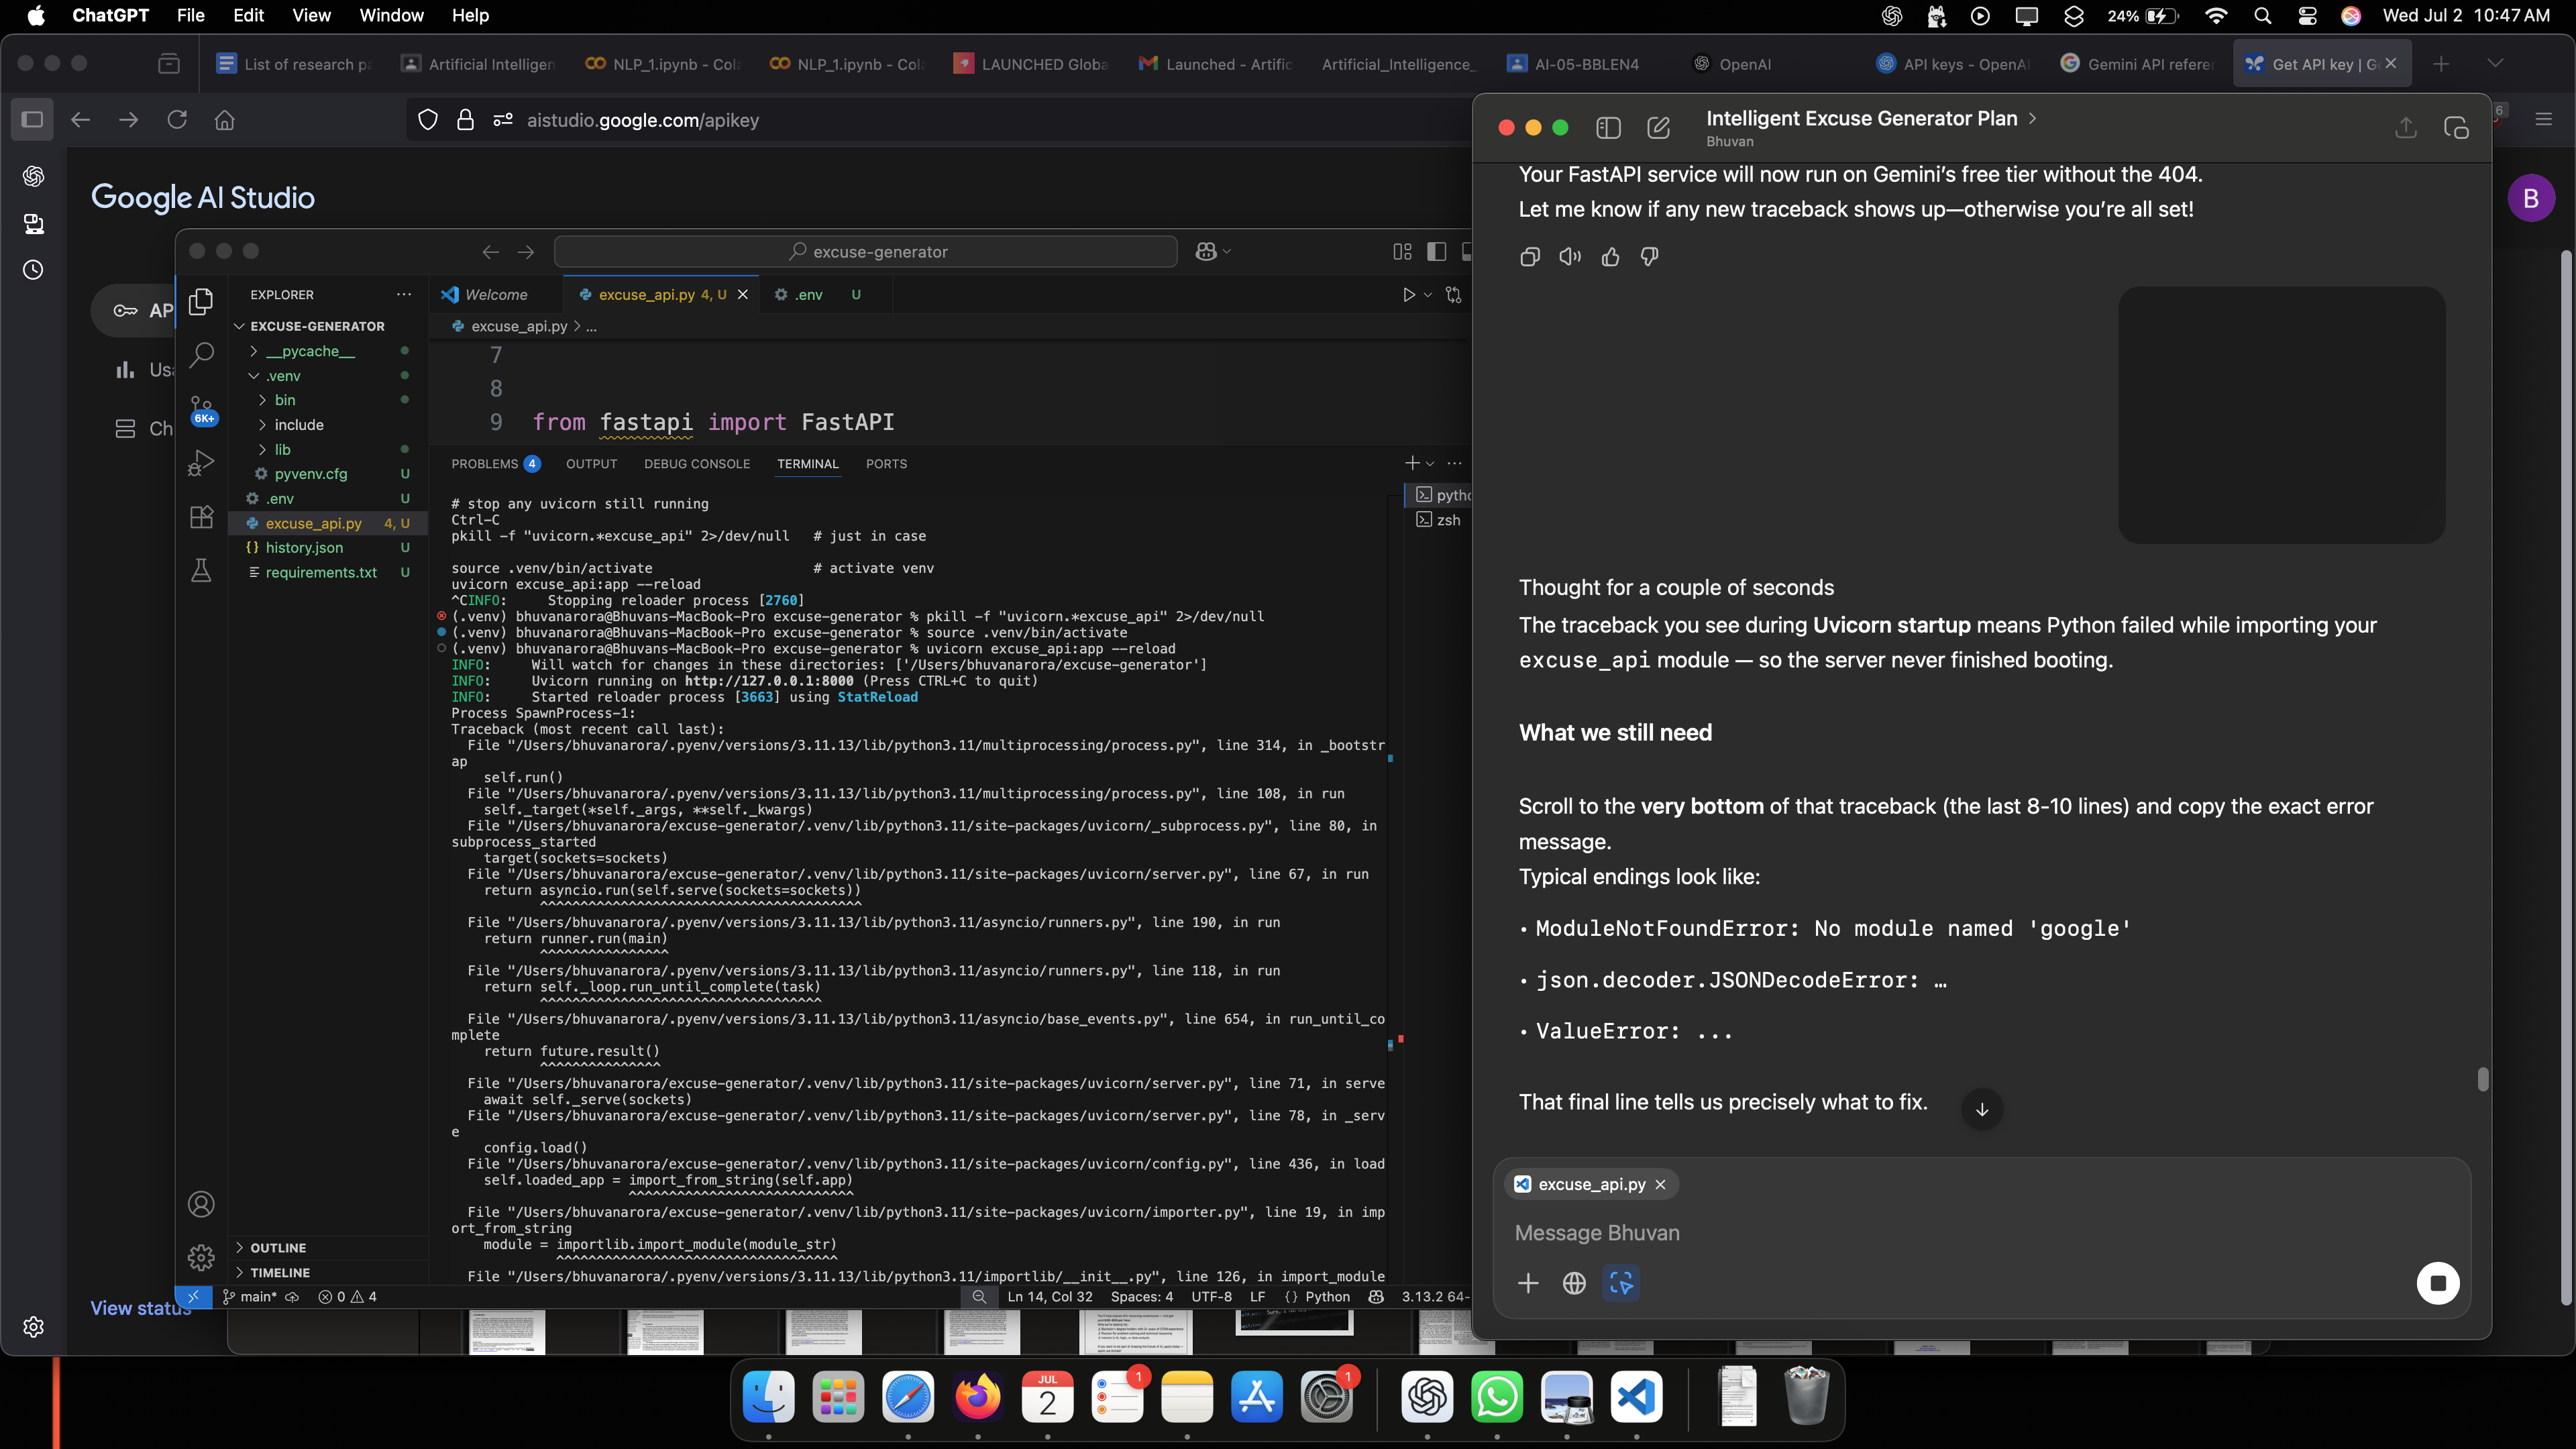 ChatGPT File Edit View Window Help
24% Wed Jul 2 10:47 AM
List of research pa
Artificial Intelligen
NLP_1.ipynb - Cola
NLP_1.ipynb - Cola
LAUNCHED Globa
Launched - Artific
Artificial_Intelligence_
AI-05-BBLEN4
OpenAI
API keys - OpenAI
Gemini API referen
Get API key | G
aistudio.google.com/apikey
6
Google AI Studio
B
AP
Usa
Ch
View status
excuse-generator
EXPLORER
EXCUSE-GENERATOR
__pycache__
.venv
bin
include
lib
pyvenv.cfg U
.env U
excuse_api.py 4, U
history.json U
requirements.txt U
6K+
OUTLINE
TIMELINE
Welcome
excuse_api.py 4, U
.env U
excuse_api.py > ...
7
8
9 from fastapi import FastAPI
PROBLEMS 4 OUTPUT DEBUG CONSOLE TERMINAL PORTS
pytho
zsh
# stop any uvicorn still running
Ctrl-C
pkill -f "uvicorn.*excuse_api" 2>/dev/null # just in case
source .venv/bin/activate # activate venv
uvicorn excuse_api:app --reload
^CINFO: Stopping reloader process [2760]
(.venv) bhuvanarora@Bhuvans-MacBook-Pro excuse-generator % pkill -f "uvicorn.*excuse_api" 2>/dev/null
(.venv) bhuvanarora@Bhuvans-MacBook-Pro excuse-generator % source .venv/bin/activate
(.venv) bhuvanarora@Bhuvans-MacBook-Pro excuse-generator % uvicorn excuse_api:app --reload
INFO: Will watch for changes in these directories: ['/Users/bhuvanarora/excuse-generator']
INFO: Uvicorn running on http://127.0.0.1:8000 (Press CTRL+C to quit)
INFO: Started reloader process [3663] using StatReload
Process SpawnProcess-1:
Traceback (most recent call last):
File "/Users/bhuvanarora/.pyenv/versions/3.11.13/lib/python3.11/multiprocessing/process.py", line 314, in _bootstr
ap
self.run()
File "/Users/bhuvanarora/.pyenv/versions/3.11.13/lib/python3.11/multiprocessing/process.py", line 108, in run
self._target(*self._args, **self._kwargs)
File "/Users/bhuvanarora/excuse-generator/.venv/lib/python3.11/site-packages/uvicorn/_subprocess.py", line 80, in
subprocess_started
target(sockets=sockets)
File "/Users/bhuvanarora/excuse-generator/.venv/lib/python3.11/site-packages/uvicorn/server.py", line 67, in run
return asyncio.run(self.serve(sockets=sockets))
^^^^^^^^^^^^^^^^^^^^^^^^^^^^^^^^^^^^^^^^
File "/Users/bhuvanarora/.pyenv/versions/3.11.13/lib/python3.11/asyncio/runners.py", line 190, in run
return runner.run(main)
^^^^^^^^^^^^^^^^
File "/Users/bhuvanarora/.pyenv/versions/3.11.13/lib/python3.11/asyncio/runners.py", line 118, in run
return self._loop.run_until_complete(task)
^^^^^^^^^^^^^^^^^^^^^^^^^^^^^^^^^^^
File "/Users/bhuvanarora/.pyenv/versions/3.11.13/lib/python3.11/asyncio/base_events.py", line 654, in run_until_co
mplete
return future.result()
^^^^^^^^^^^^^^^
File "/Users/bhuvanarora/excuse-generator/.venv/lib/python3.11/site-packages/uvicorn/server.py", line 71, in serve
await self._serve(sockets)
File "/Users/bhuvanarora/excuse-generator/.venv/lib/python3.11/site-packages/uvicorn/server.py", line 78, in _serv
e
config.load()
File "/Users/bhuvanarora/excuse-generator/.venv/lib/python3.11/site-packages/uvicorn/config.py", line 436, in load
self.loaded_app = import_from_string(self.app)
^^^^^^^^^^^^^^^^^^^^^^^^^^^^
File "/Users/bhuvanarora/excuse-generator/.venv/lib/python3.11/site-packages/uvicorn/importer.py", line 19, in imp
ort_from_string
module = importlib.import_module(module_str)
^^^^^^^^^^^^^^^^^^^^^^^^^^^^^^^^^^^
File "/Users/bhuvanarora/.pyenv/versions/3.11.13/lib/python3.11/importlib/__init__.py", line 126, in import_module
main* 0 4 Ln 14, Col 32 Spaces: 4 UTF-8 LF {} Python 3.13.2 64-
Intelligent Excuse Generator Plan >
Bhuvan
Your FastAPI service will now run on Gemini’s free tier without the 404.
Let me know if any new traceback shows up—otherwise you’re all set!
Thought for a couple of seconds
The traceback you see during Uvicorn startup means Python failed while importing your
excuse_api module — so the server never finished booting.
What we still need
Scroll to the very bottom of that traceback (the last 8-10 lines) and copy the exact error
message.
Typical endings look like:
• ModuleNotFoundError: No module named 'google'
• json.decoder.JSONDecodeError: …
• ValueError: ...
That final line tells us precisely what to fix.
excuse_api.py
Message Bhuvan
JUL
2
1
1